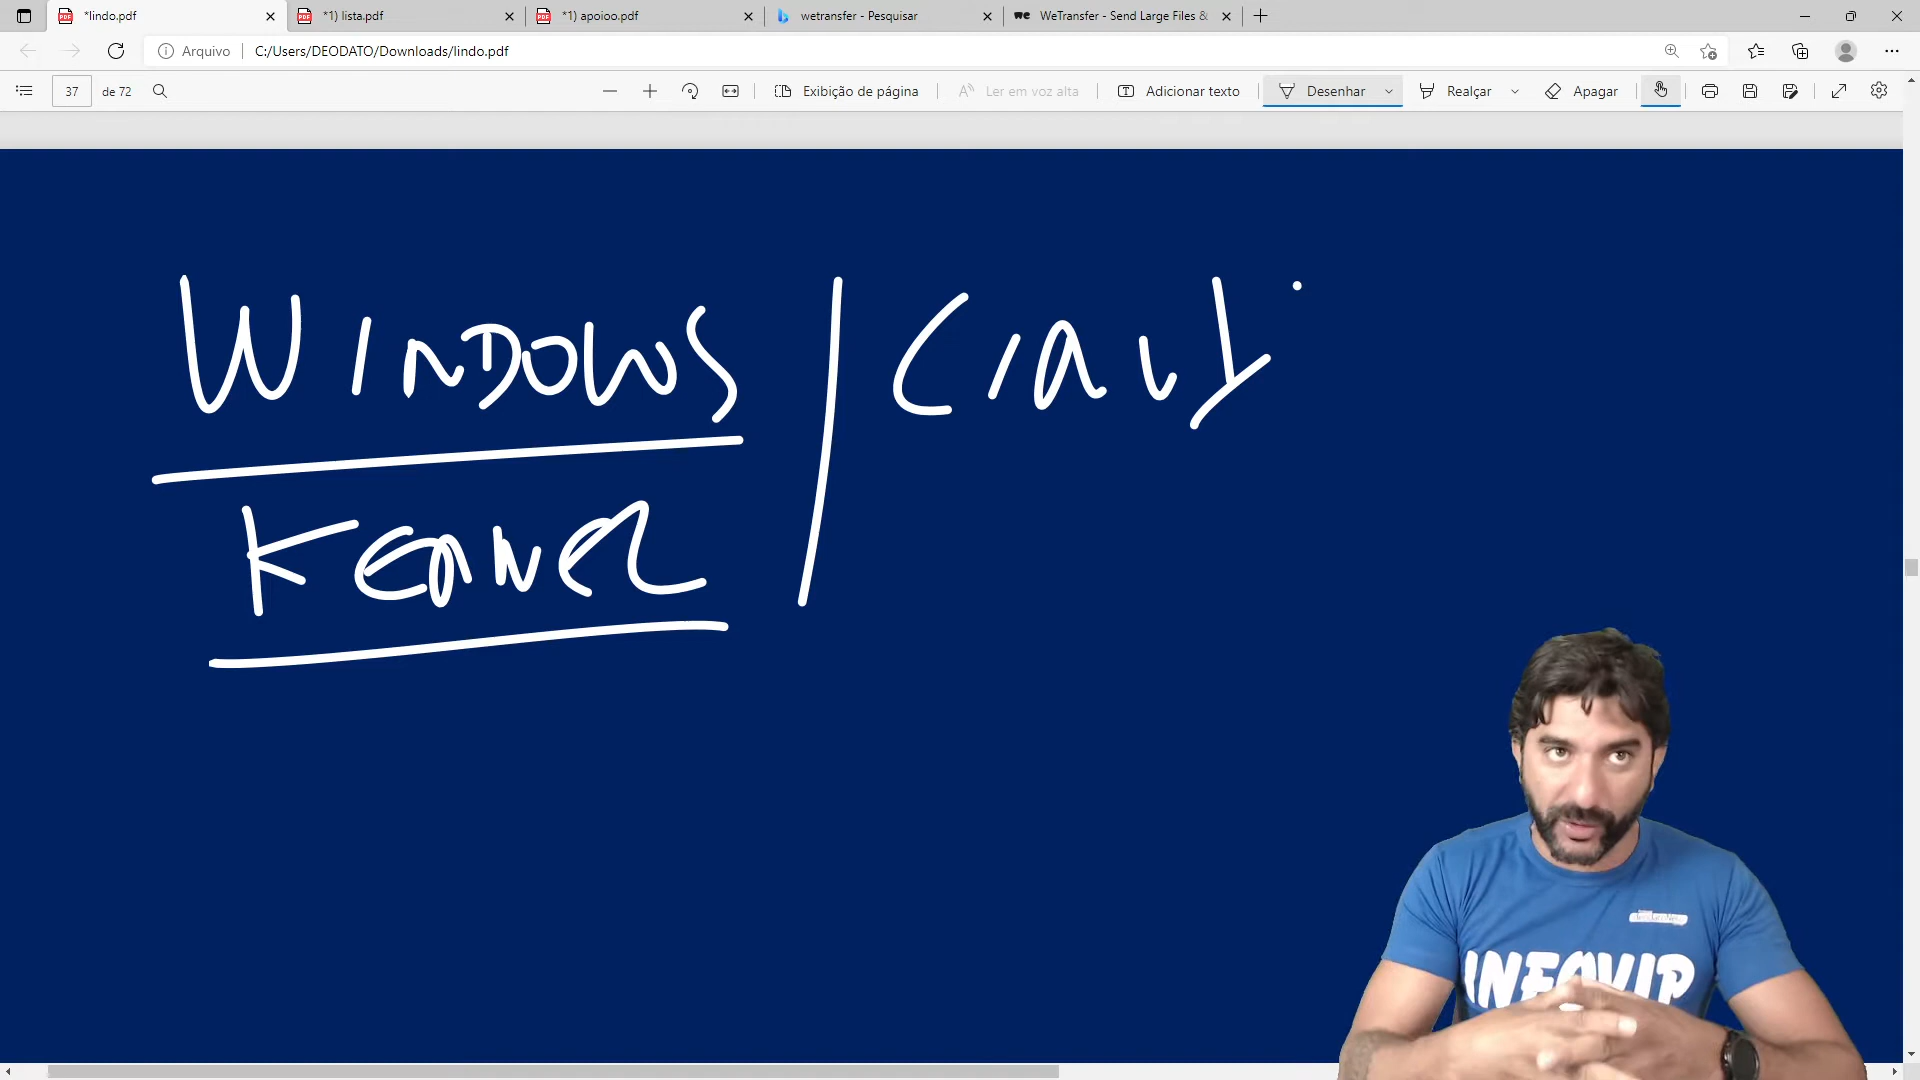 *lindo.pdf
*1) lista.pdf
*1) apoioo.pdf
wetransfer - Pesquisar
WeTransfer - Send Large Files &
Arquivo
C:/Users/DEODATO/Downloads/lindo.pdf
37 de 72
Exibição de página
Ler em voz alta
Adicionar texto
Desenhar
Realçar
Apagar
WINDOWS
KERNEL
INFOVIP